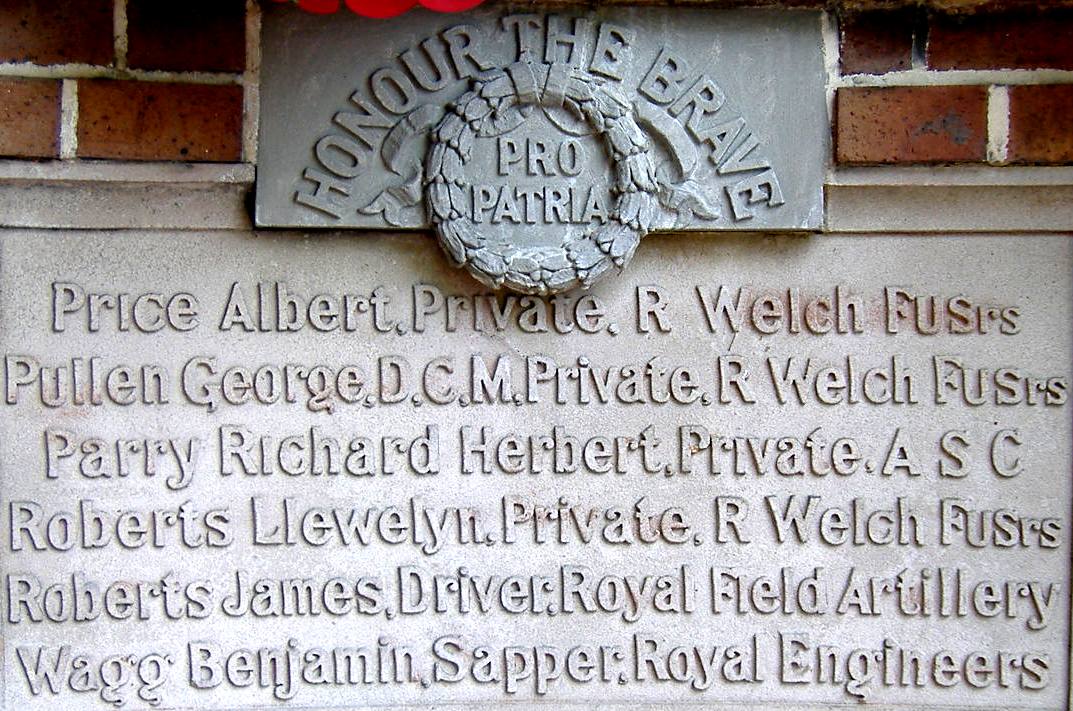 HONOUR THE BRAVE
PRO
PATRIA
Price Albert, Private, R Welch Fusrs
Pullen George, D.C.M. Private, R Welch Fusrs
Parry Richard Herbert, Private, A S C
Roberts Llewelyn, Private, R Welch Fusrs
Roberts James, Driver, Royal Field Artillery
Wagg Benjamin, Sapper, Royal Engineers